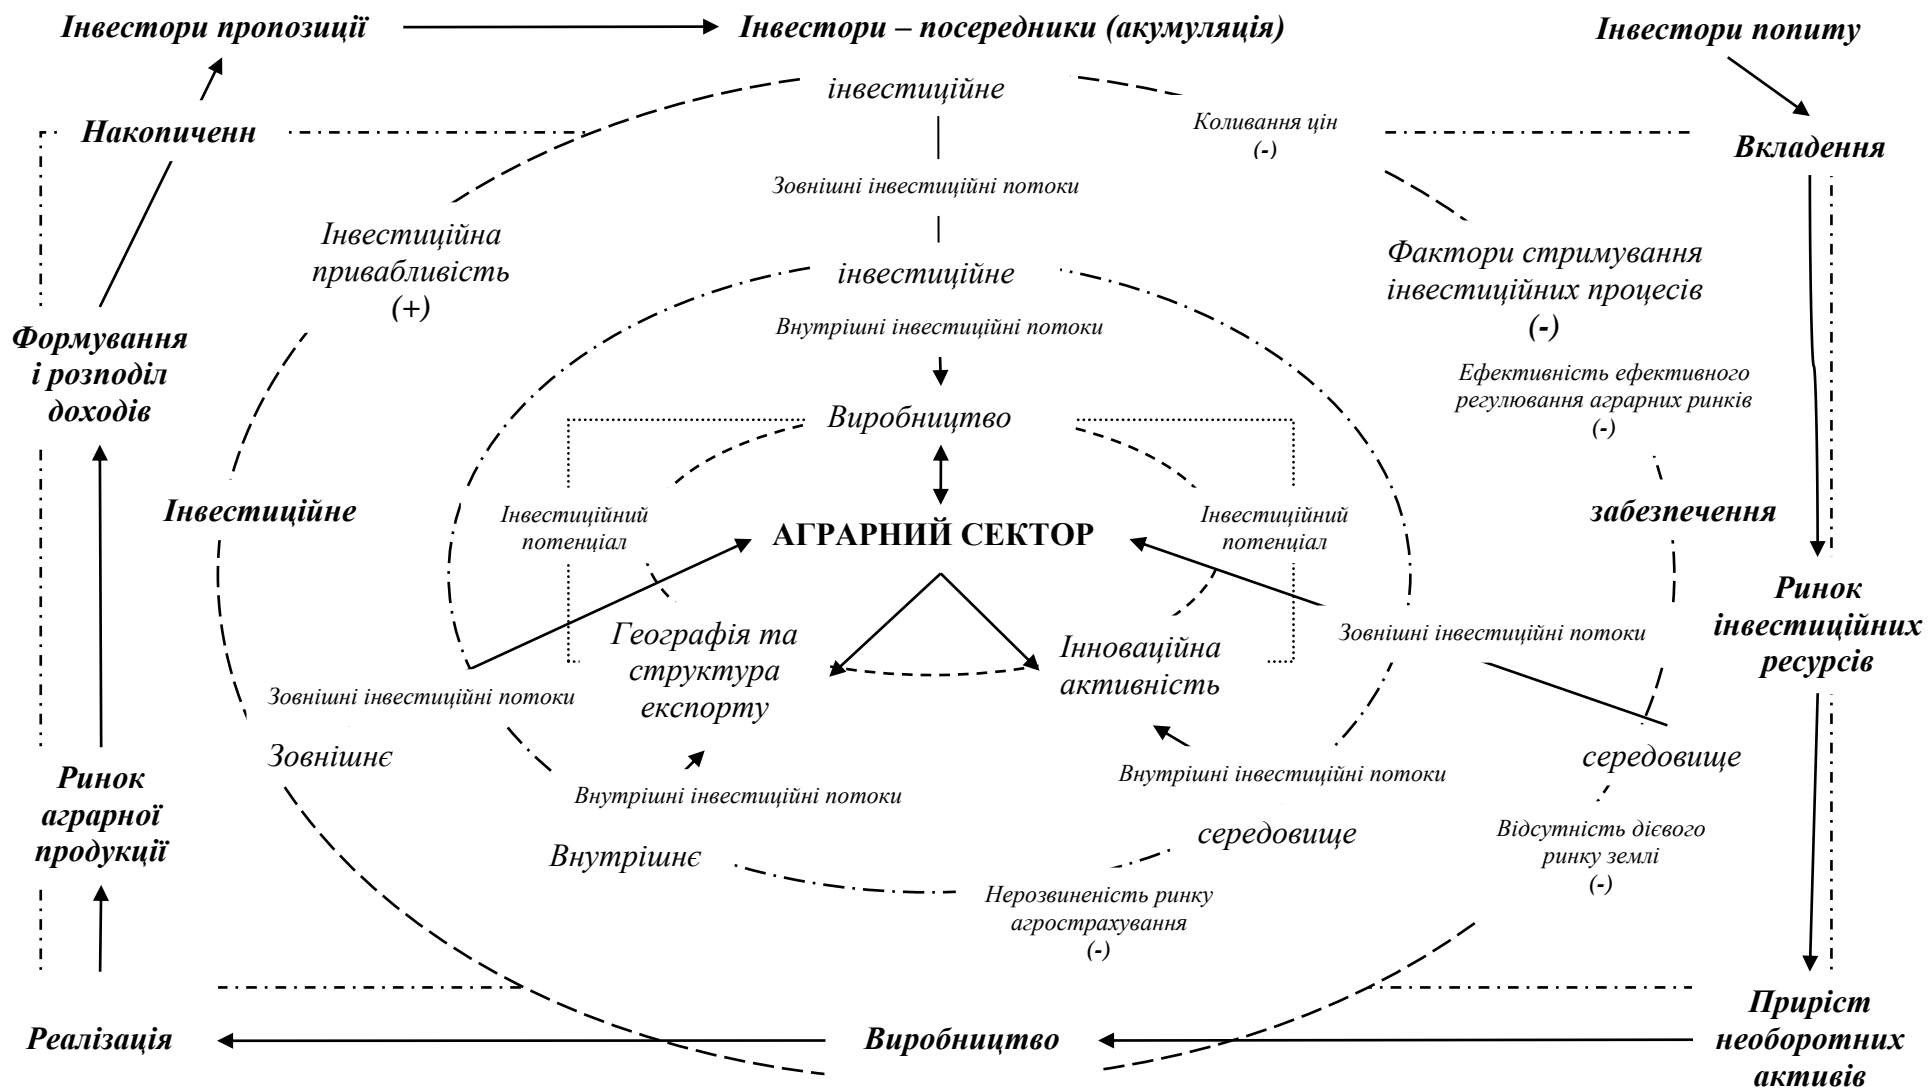 Інвестори пропозиції
Інвестори – посередники (акумуляція)
Інвестори попиту
інвестиційне
Коливання цін
(-)
Накопиченн
Вкладення
Зовнішні інвестиційні потоки
Інвестиційна
привабливість
(+)
інвестиційне
Фактори стримування
інвестиційних процесів
(-)
Внутрішні інвестиційні потоки
Формування
і розподіл
доходів
Ефективність ефективного
регулювання аграрних ринків
(-)
Виробництво
Інвестиційне
Інвестиційний
потенціал
АГРАРНИЙ СЕКТОР
Інвестиційний
потенціал
забезпечення
Ринок
інвестиційних
ресурсів
Географія та
структура
експорту
Інноваційна
активність
Зовнішні інвестиційні потоки
Зовнішні інвестиційні потоки
Зовнішнє
середовище
Ринок
аграрної
продукції
Внутрішні інвестиційні потоки
Внутрішні інвестиційні потоки
Внутрішнє
середовище
Відсутність дієвого
ринку землі
(-)
Нерозвиненість ринку
агрострахування
(-)
Реалізація
Виробництво
Приріст
необоротних
активів